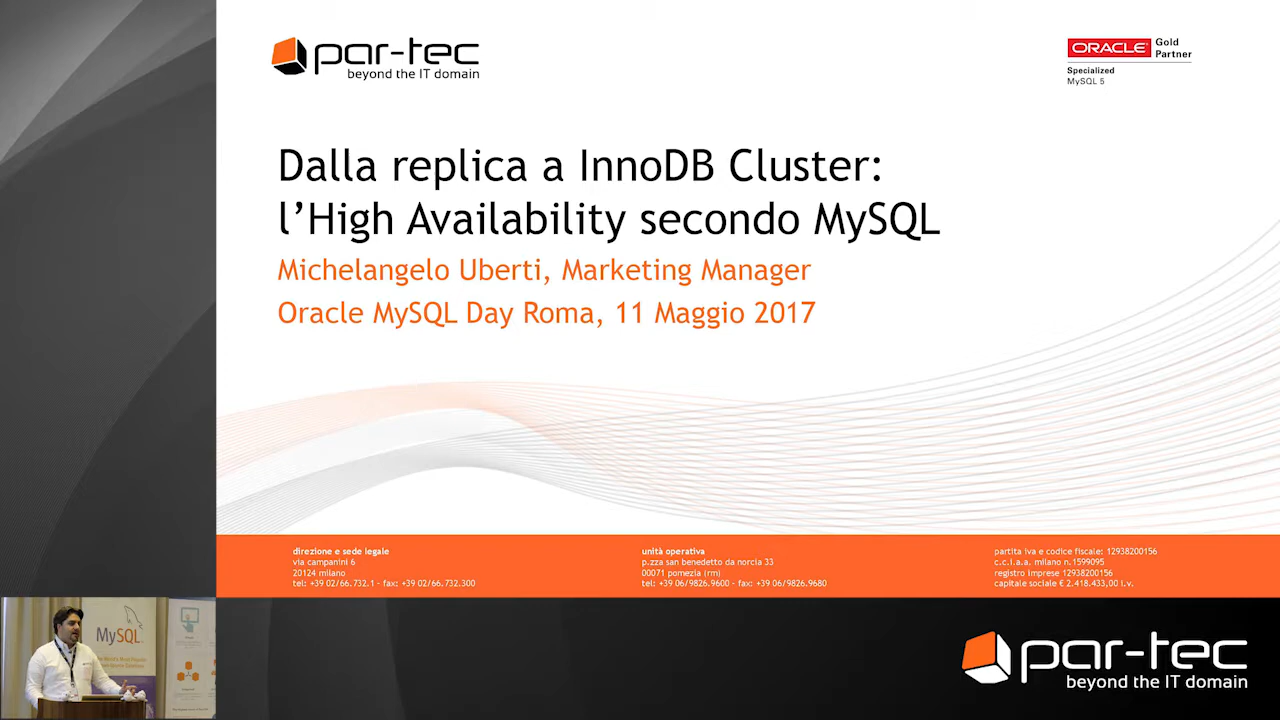 par-tec
beyond the IT domain
ORACLE Gold
Partner
Specialized
MySQL 5
Dalla replica a InnoDB Cluster:
l’High Availability secondo MySQL
Michelangelo Uberti, Marketing Manager
Oracle MySQL Day Roma, 11 Maggio 2017
direzione e sede legale
via campanini 6
20124 milano
tel: +39 02/66.732.1 - fax: +39 02/66.732.300
unità operativa
p.zza san benedetto da norcia 33
00071 pomezia (rm)
tel: +39 06/9826.9600 - fax: +39 06/9826.9680
partita iva e codice fiscale: 12938200156
c.c.i.a.a. milano n.1599095
registro imprese 12938200156
capitale sociale € 2.418.433,00 i.v.
MySQL
par-tec
beyond the IT domain